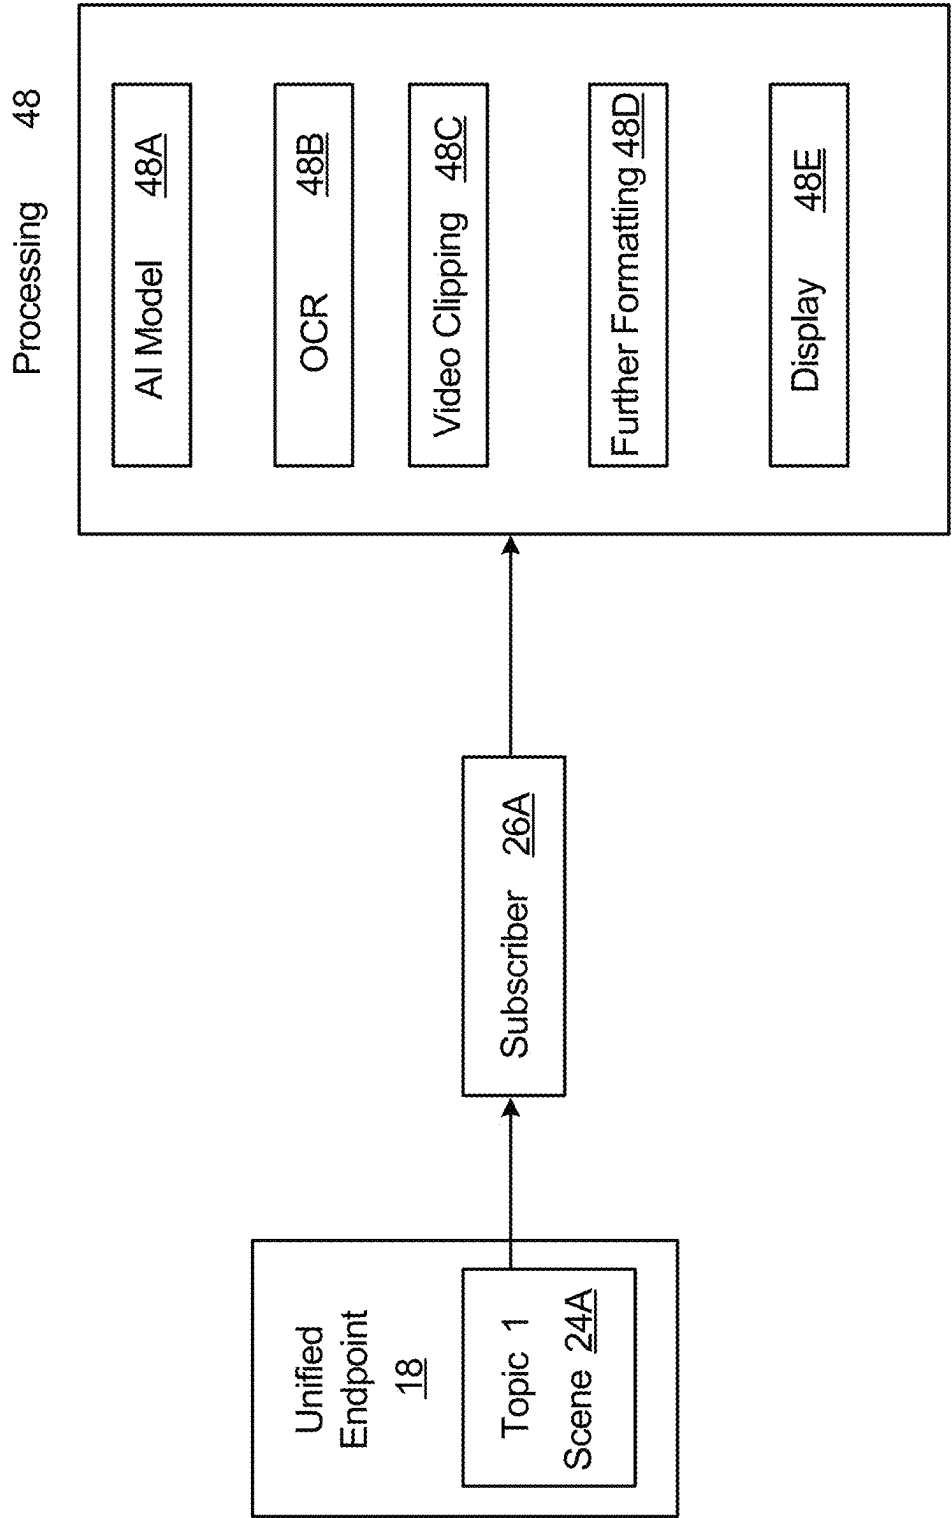 Unified
Endpoint
18
Topic 1
Scene 24A
Subscriber 26A
Processing 48
AI Model 48A
OCR 48B
Video Clipping 48C
Further Formatting 48D
Display 48E